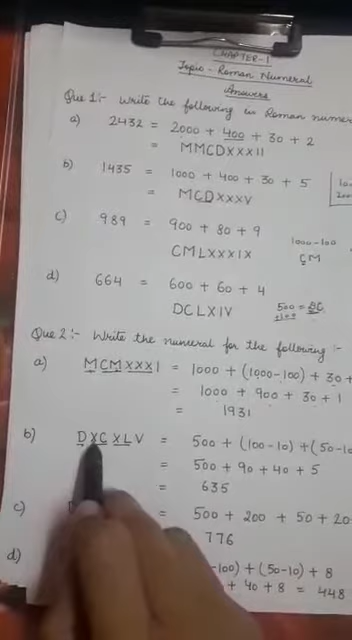 CHAPTER-1
Topic - Roman Numeral
Answers
Que 1:- Write the following in Roman
a) 2432 = 2000 + 400 + 30 + 2
= MMCDXXXII
b) 1435 = 1000 + 400 + 30 + 5
= MCDXXXV
c) 989 = 900 + 80 + 9
1000-100
CM
CMLXXXIX
d) 664 = 600 + 60 + 4
500 = DC
+100
DCLXIV
Que 2:- Write the numeral for the following :-
a) MCMXXXI = 1000 + (1000-100) + 30 +
= 1000 + 900 + 30 + 1
= 1931
b) DXCXLV = 500 + (100-10) + (50-10
= 500 + 90 + 40 + 5
= 635
c) = 500 + 200 + 50 + 20
776
d) -100) + (50-10) + 8
+ 40 + 8 = 448